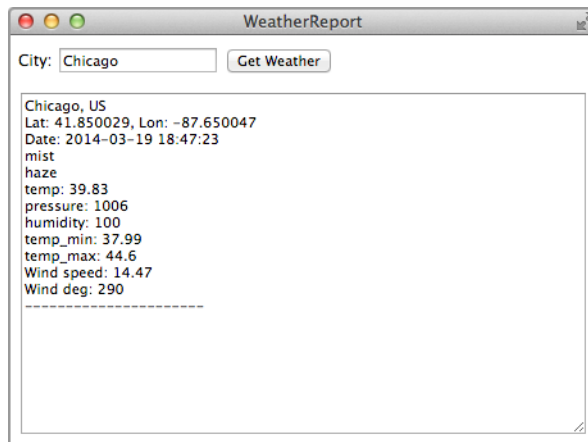 WeatherReport
City: Chicago Get Weather
Chicago, US
Lat: 41.850029, Lon: -87.650047
Date: 2014-03-19 18:47:23
mist
haze
temp: 39.83
pressure: 1006
humidity: 100
temp_min: 37.99
temp_max: 44.6
Wind speed: 14.47
Wind deg: 290
-----------------------